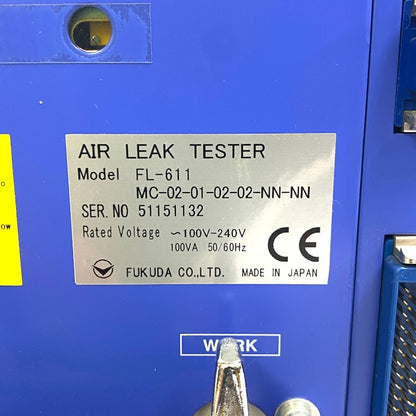 AIR LEAK TESTER
Model FL-611
MC-02-01-02-02-NN-NN
SER.NO 51151132
Rated Voltage ~100V-240V
100VA 50/60Hz
CE
FUKUDA CO.,LTD. MADE IN JAPAN
WORK